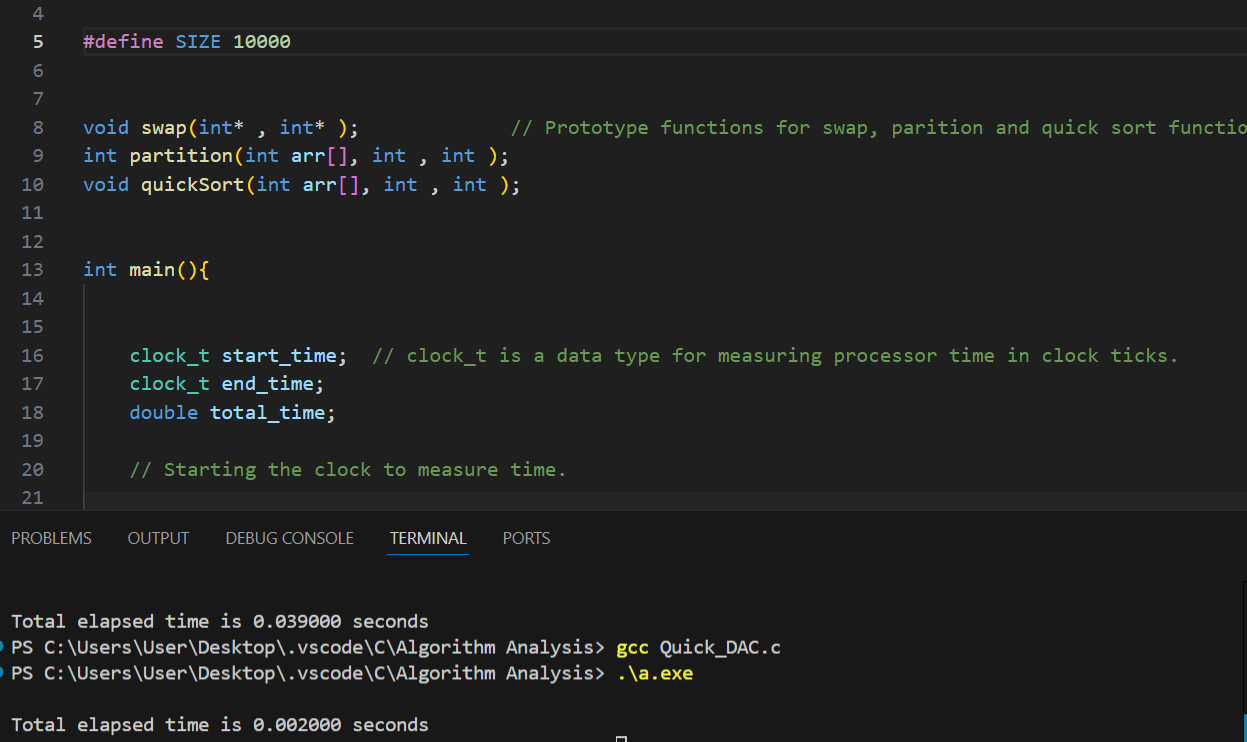 4
5 #define SIZE 10000
6
7
8 void swap(int* , int* ); // Prototype functions for swap, parition and quick sort functio
9 int partition(int arr[], int , int );
10 void quickSort(int arr[], int , int );
11
12
13 int main(){
14
15
16 clock_t start_time; // clock_t is a data type for measuring processor time in clock ticks.
17 clock_t end_time;
18 double total_time;
19
20 // Starting the clock to measure time.
21
PROBLEMS OUTPUT DEBUG CONSOLE TERMINAL PORTS
Total elapsed time is 0.039000 seconds
PS C:\Users\User\Desktop\.vscode\C\Algorithm Analysis> gcc Quick_DAC.c
PS C:\Users\User\Desktop\.vscode\C\Algorithm Analysis> .\a.exe
Total elapsed time is 0.002000 seconds